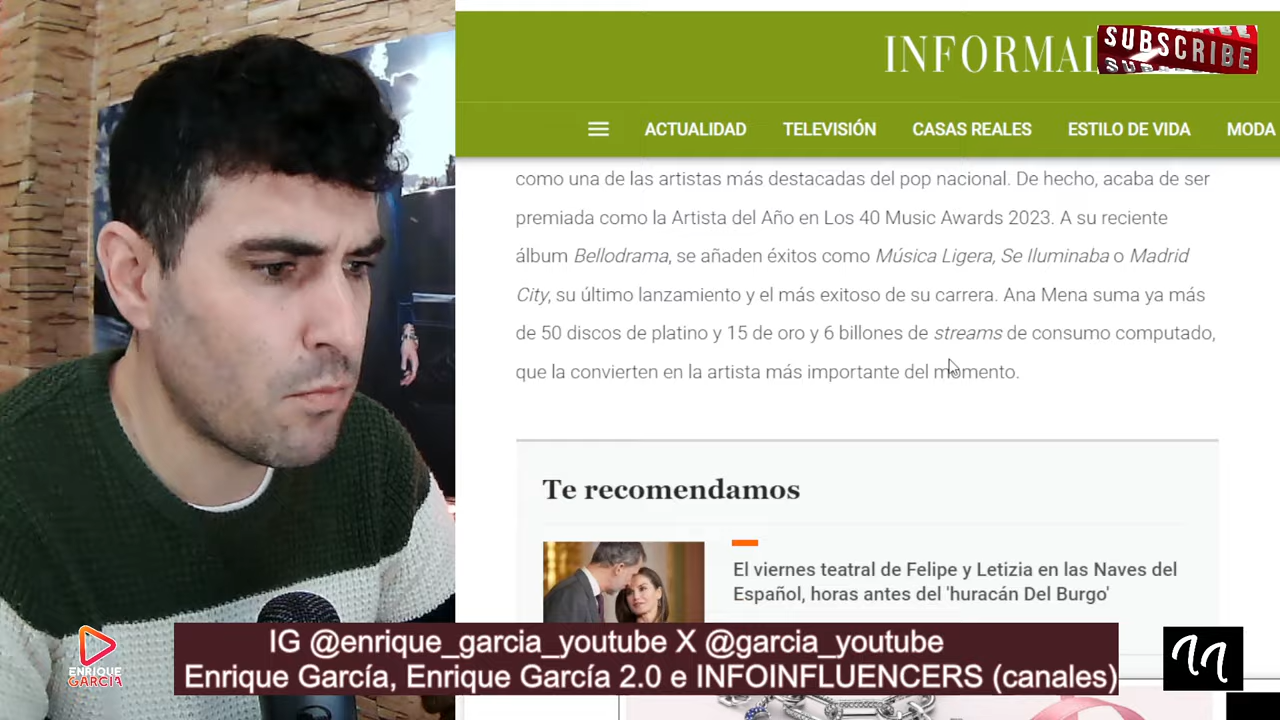 INFORMAL
SUBSCRIBE
ACTUALIDAD TELEVISIÓN CASAS REALES ESTILO DE VIDA MODA
como una de las artistas más destacadas del pop nacional. De hecho, acaba de ser
premiada como la Artista del Año en Los 40 Music Awards 2023. A su reciente
álbum Bellodrama, se añaden éxitos como Música Ligera, Se Iluminaba o Madrid
City, su último lanzamiento y el más exitoso de su carrera. Ana Mena suma ya más
de 50 discos de platino y 15 de oro y 6 billones de streams de consumo computado,
que la convierten en la artista más importante del momento.
Te recomendamos
El viernes teatral de Felipe y Letizia en las Naves del
Español, horas antes del 'huracán Del Burgo'
IG @enrique_garcia_youtube X @garcia_youtube
Enrique García, Enrique García 2.0 e INFONFLUENCERS (canales)
ENRIQUE
GARCÍA